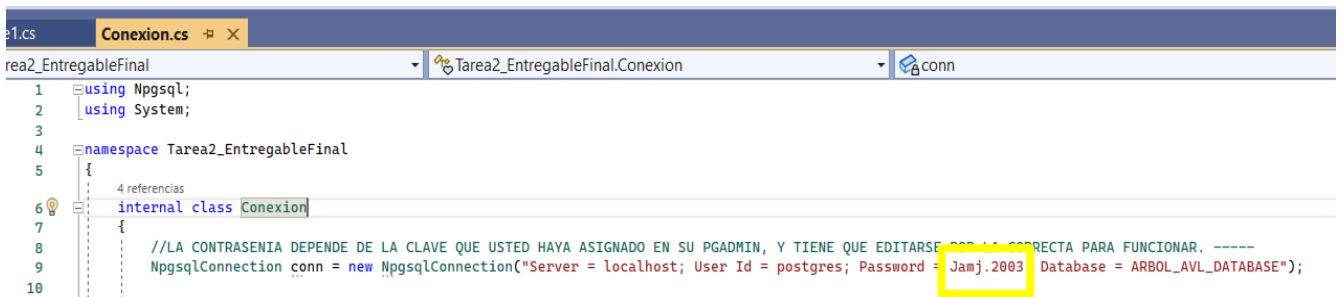 e1.cs Conexion.cs
rea2_EntregableFinal Tarea2_EntregableFinal.Conexion conn
1 using Npgsql;
2 using System;
3
4 namespace Tarea2_EntregableFinal
5 {
4 referencias
6 internal class Conexion
7 {
8 //LA CONTRASENIA DEPENDE DE LA CLAVE QUE USTED HAYA ASIGNADO EN SU PGADMIN, Y TIENE QUE EDITARSE POR LA CORRECTA PARA FUNCIONAR. -----
9 NpgsqlConnection conn = new NpgsqlConnection("Server = localhost; User Id = postgres; Password = Jamj.2003 Database = ARBOL_AVL_DATABASE");
10